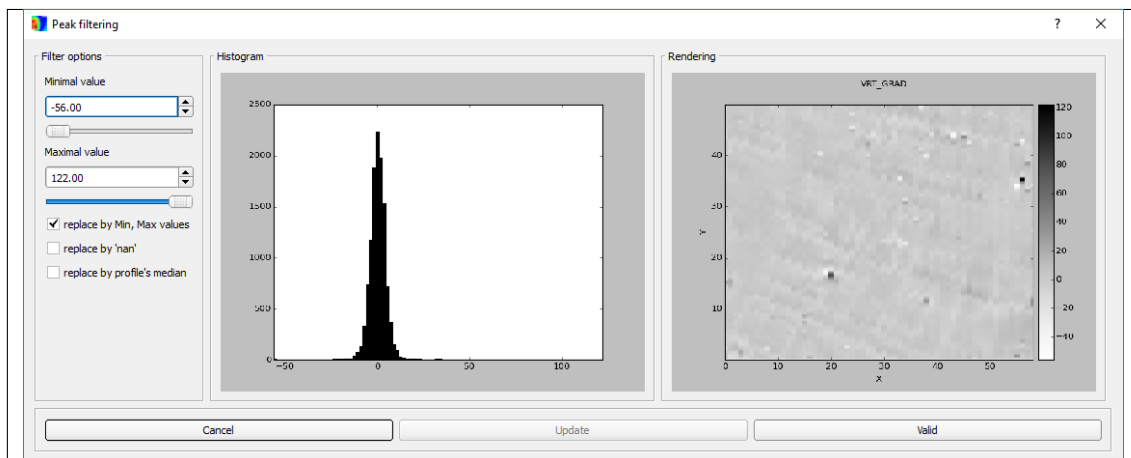 Peak filtering
?
Filter options
Minimal value
-56.00
Maximal value
122.00
replace by Min, Max values
replace by 'nan'
replace by profile's median
Histogram
2500
2000
1500
1000
500
0
−50 0 50 100
Rendering
VRT_GRAD
Y
40
30
20
10
0 10 20 30 40 50
X
120
100
80
60
40
20
0
−20
−40
Cancel Update Valid